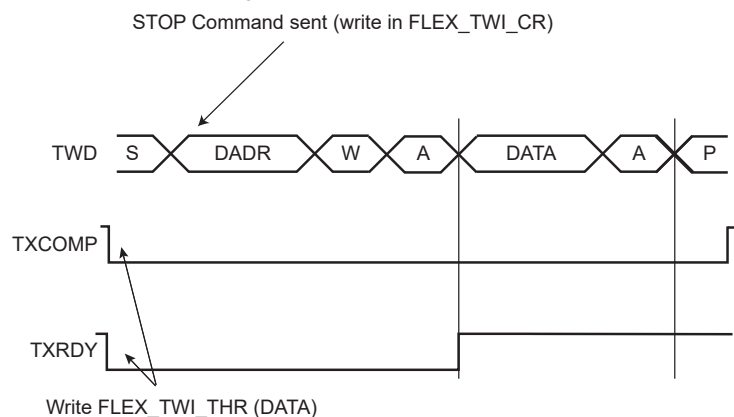 STOP Command sent (write in FLEX_TWI_CR)
TWD S DADR W A DATA A P
TXCOMP
TXRDY
Write FLEX_TWI_THR (DATA)